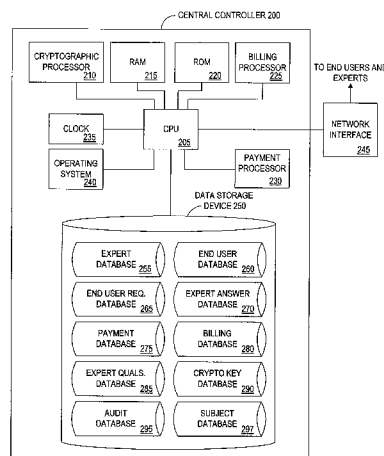 CENTRAL CONTROLLER 200
CRYPTOGRAPHIC
PROCESSOR
210
RAM
215
ROM
220
BILLING
PROCESSOR
225
TO END USERS AND
EXPERTS
CLOCK
235
CPU
205
NETWORK
INTERFACE
245
OPERATING
SYSTEM
240
PAYMENT
PROCESSOR
230
DATA STORAGE
DEVICE 250
EXPERT
DATABASE 255
END USER
DATABASE 260
END USER REQ.
DATABASE 265
EXPERT ANSWER
DATABASE 270
PAYMENT
DATABASE 275
BILLING
DATABASE 280
EXPERT QUALS.
DATABASE 285
CRYPTO KEY
DATABASE 290
AUDIT
DATABASE 295
SUBJECT
DATABASE 297